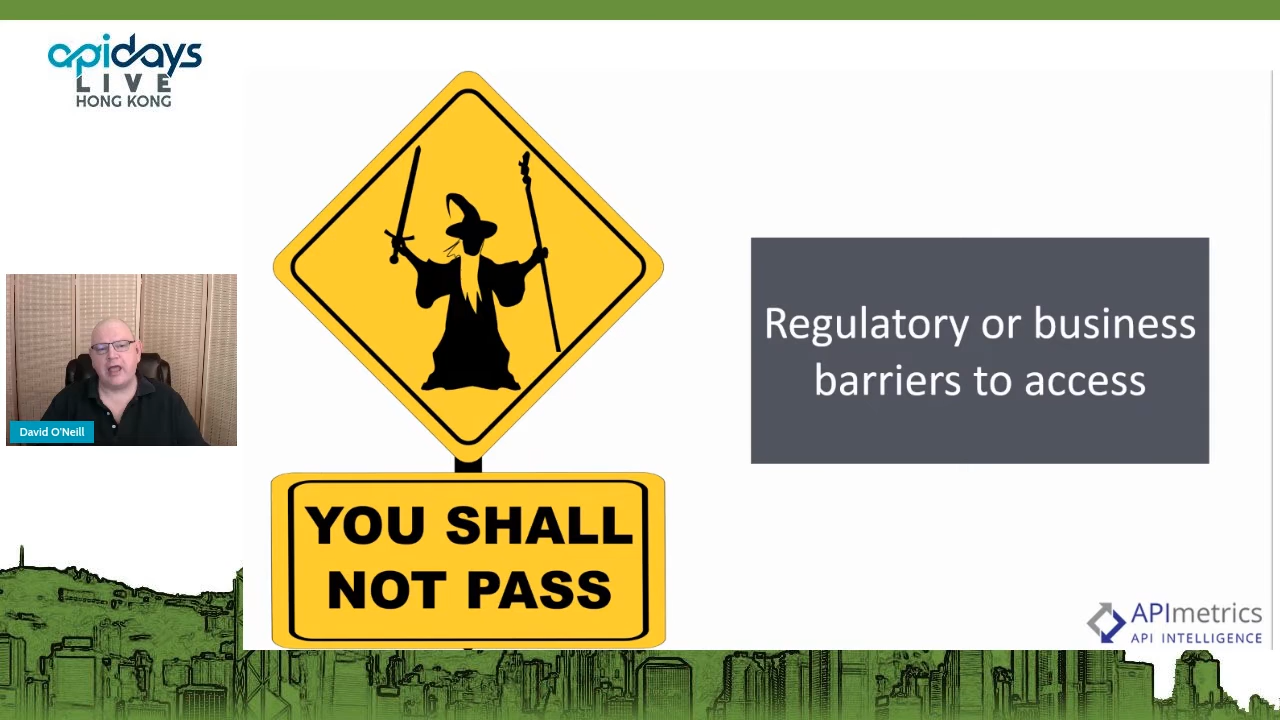 apidays
LIVE
HONG KONG
David O'Neill
YOU SHALL
NOT PASS
Regulatory or business
barriers to access
APImetrics
API INTELLIGENCE